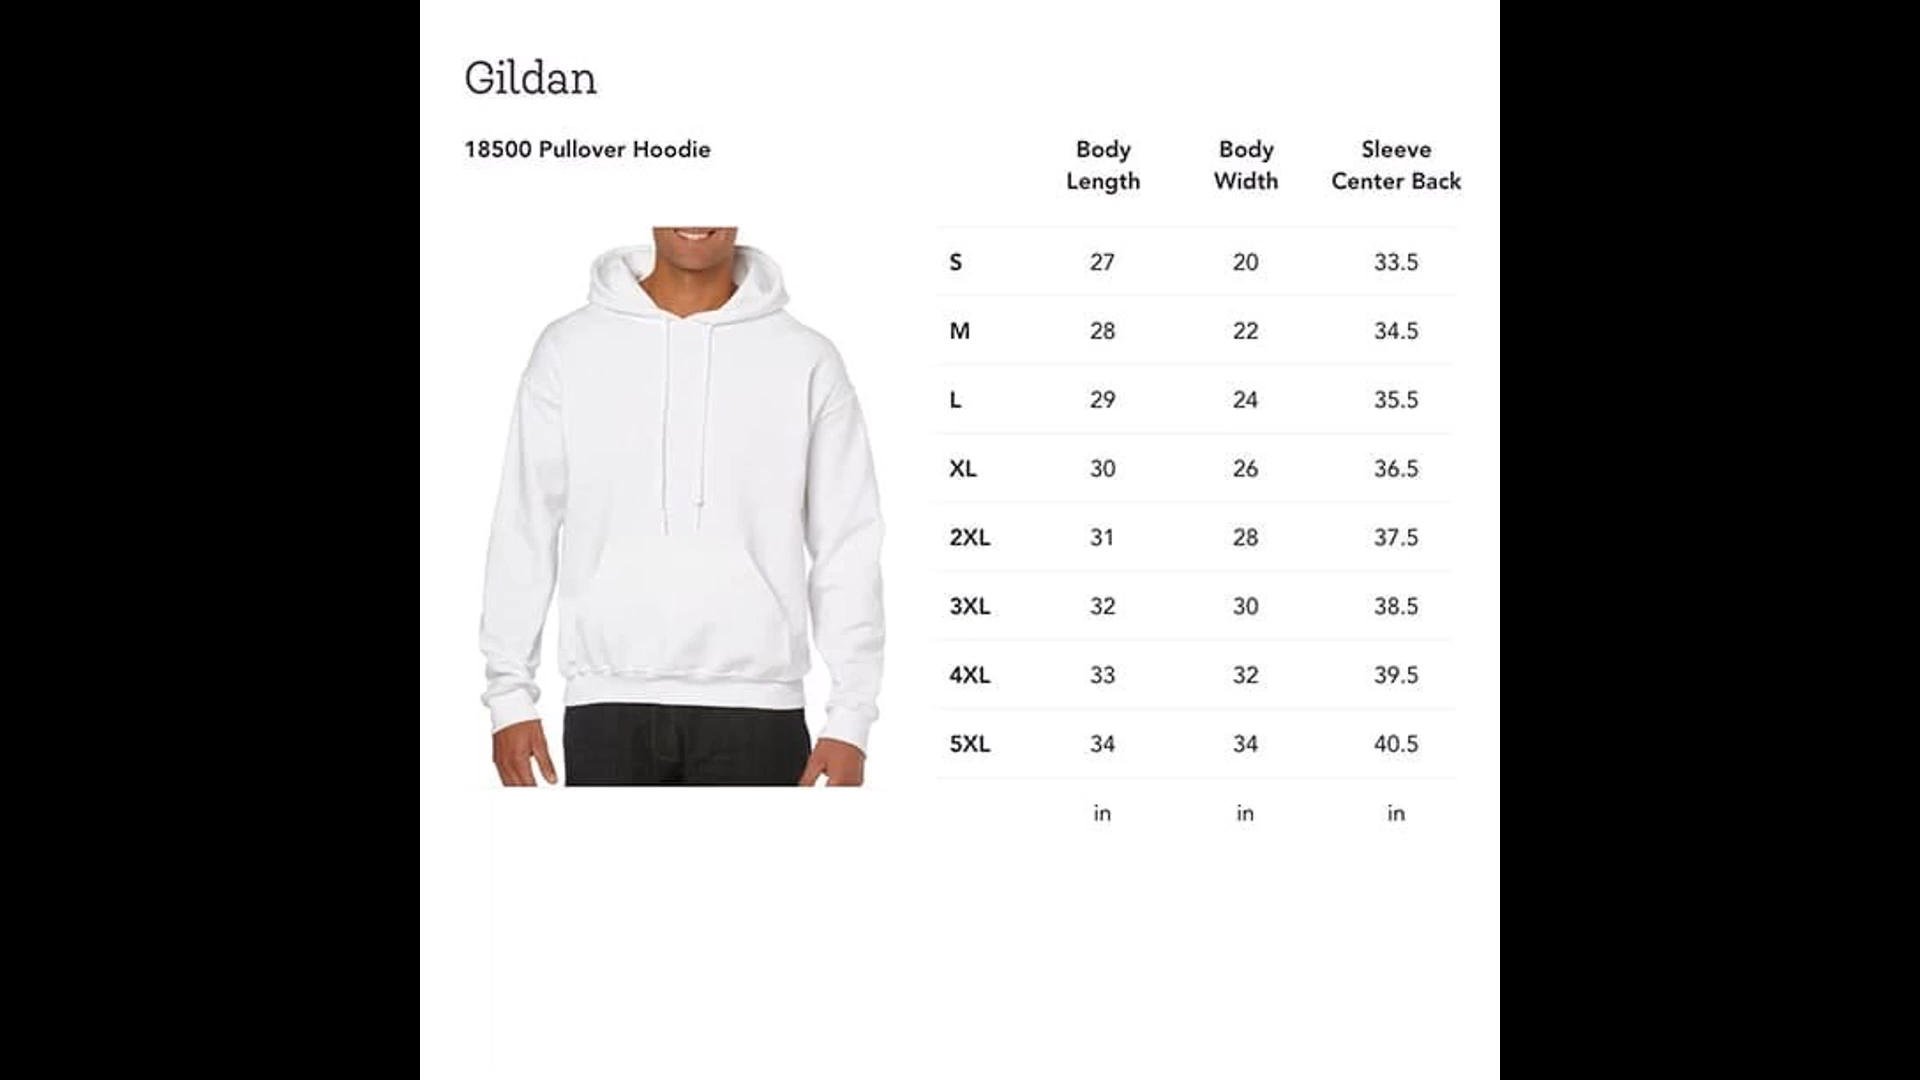 Gildan
18500 Pullover Hoodie
Body Length Body Width Sleeve Center Back
S 27 20 33.5
M 28 22 34.5
L 29 24 35.5
XL 30 26 36.5
2XL 31 28 37.5
3XL 32 30 38.5
4XL 33 32 39.5
5XL 34 34 40.5
in in in